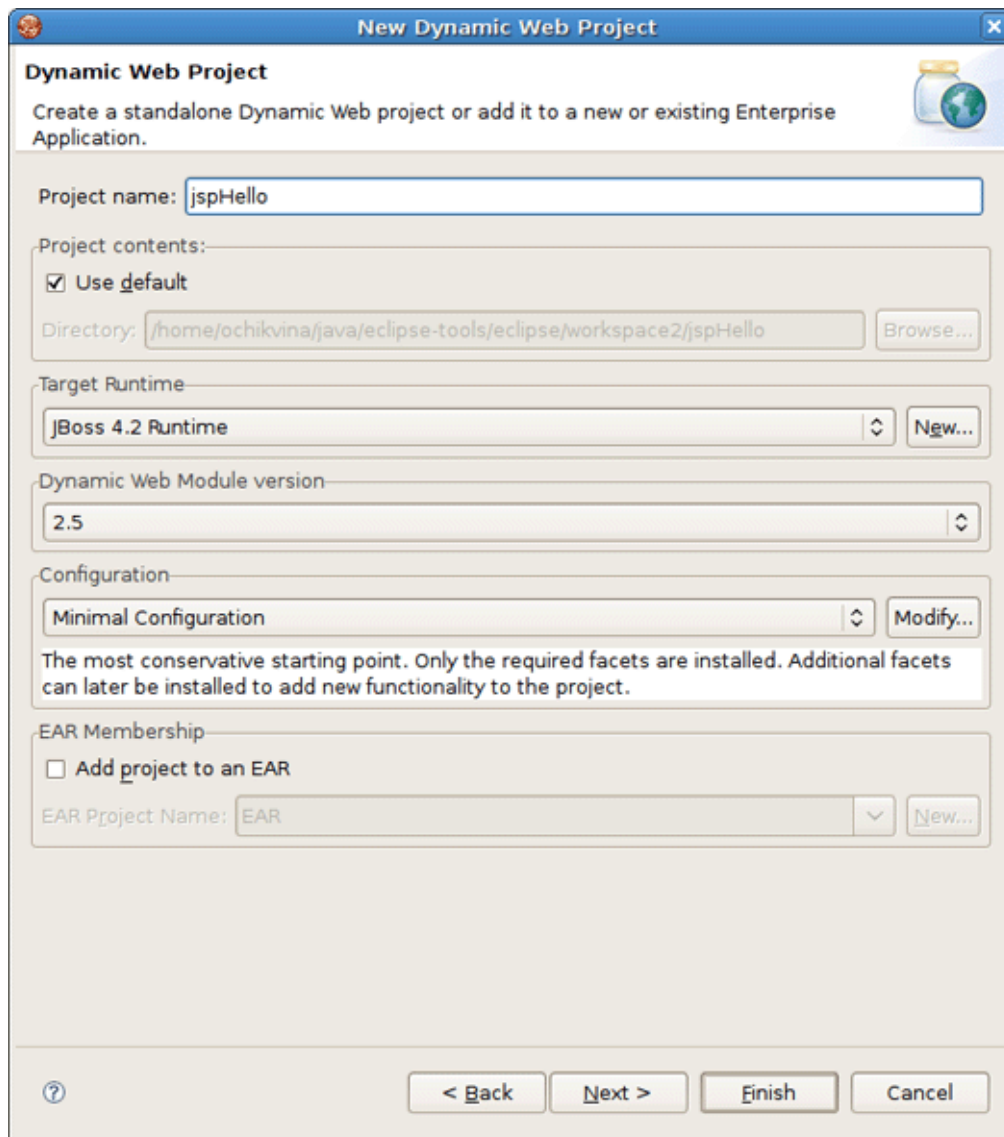 New Dynamic Web Project
Dynamic Web Project
Create a standalone Dynamic Web project or add it to a new or existing Enterprise
Application.
Project name: jspHello
Project contents:
Use default
Directory: /home/ochikvina/java/eclipse-tools/eclipse/workspace2/jspHello Browse...
Target Runtime
JBoss 4.2 Runtime New...
Dynamic Web Module version
2.5
Configuration
Minimal Configuration Modify...
The most conservative starting point. Only the required facets are installed. Additional facets
can later be installed to add new functionality to the project.
EAR Membership
Add project to an EAR
EAR Project Name: EAR New...
? < Back Next > Finish Cancel